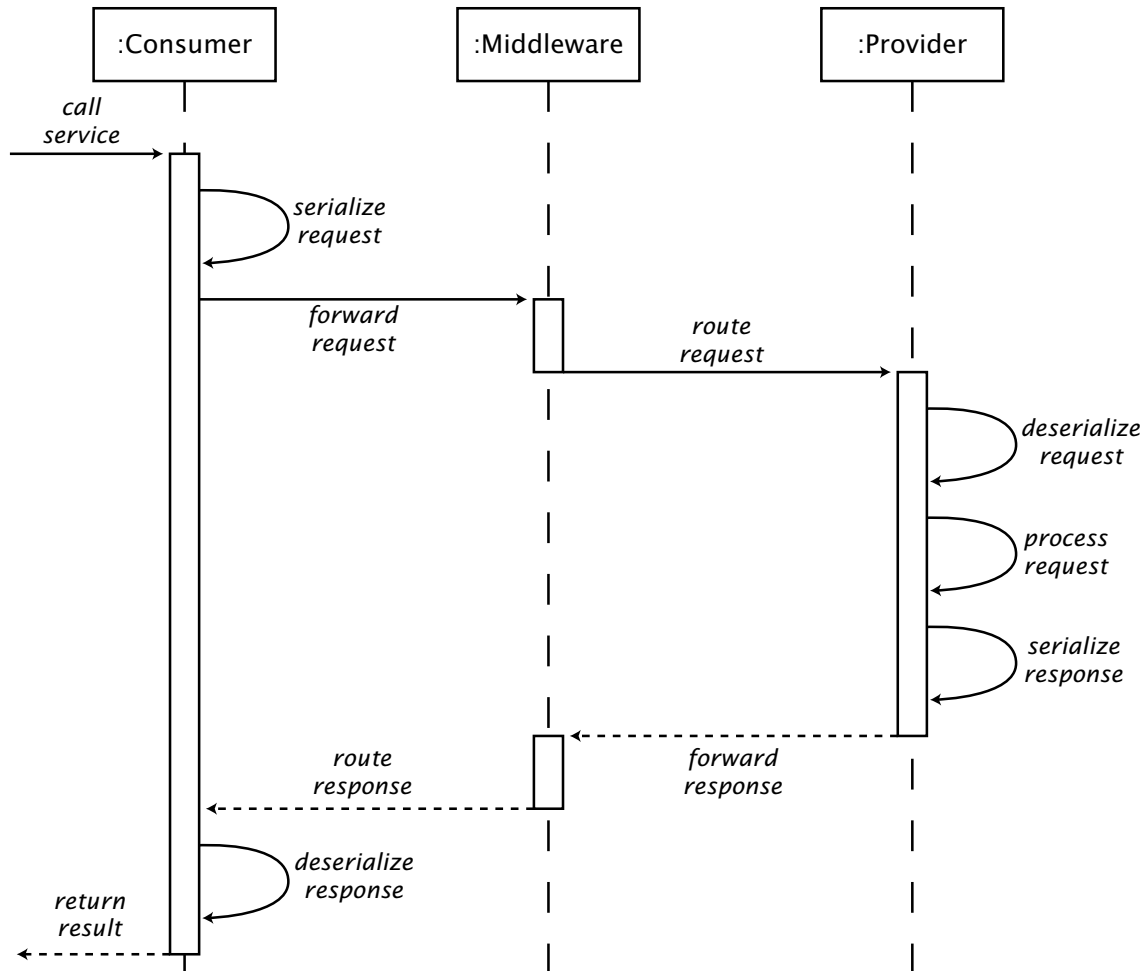 :Consumer
:Middleware
:Provider
call
service
serialize
request
forward
request
route
request
deserialize
request
process
request
serialize
response
forward
response
route
response
deserialize
response
return
result